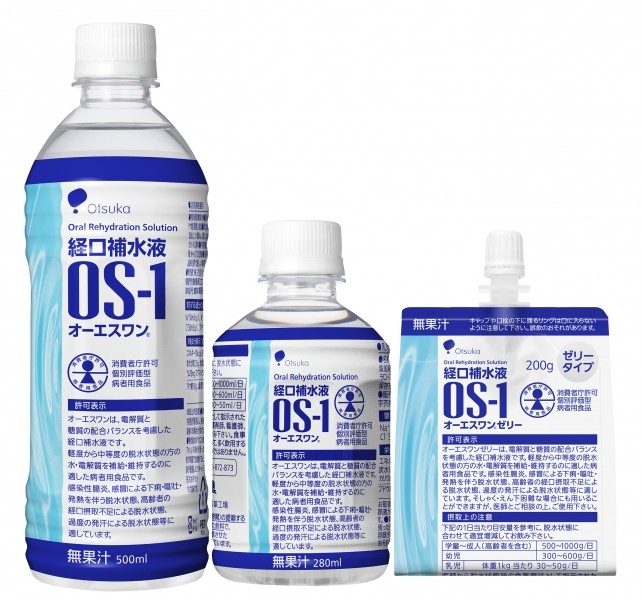 Otsuka
Oral Rehydration Solution
経口補水液
OS-1
オーエスワン®
消費者庁許可
個別評価型
病者用食品
許可表示
オーエスワンは、電解質と
糖質の配合バランスを考慮した
経口補水液です。
軽度から中等度の脱水状態の方の
水・電解質を補給・維持するのに
適した病者用食品です。
感染性腸炎、感冒による下痢・嘔吐・
発熱を伴う脱水状態、高齢者の
経口摂取不足による脱水状態、
過度の発汗による脱水状態等に
適しています。
無果汁 500ml
Otsuka
Oral Rehydration Solution
経口補水液
OS-1
オーエスワン®
消費者庁許可
個別評価型
病者用食品
許可表示
オーエスワンは、電解質と糖質の配合
バランスを考慮した経口補水液です。
軽度から中等度の脱水状態の方の
水・電解質を補給・維持するのに適した
病者用食品です。
感染性腸炎、感冒による下痢・嘔吐・
発熱を伴う脱水状態、高齢者の
経口摂取不足による脱水状態、
過度の発汗による脱水状態等に
適しています。
無果汁 280ml
無果汁
キャップや口栓の下に残るリングは口に入らない
ように注意して下さい。誤飲のおそれがあります。
Otsuka
Oral Rehydration Solution
経口補水液
OS-1
オーエスワンゼリー
200g
ゼリー
タイプ
消費者庁許可
個別評価型
病者用食品
許可表示
オーエスワンゼリーは、電解質と糖質の配合バランス
を考慮した経口補水液です。軽度から中等度の脱水
状態の方の水・電解質を補給・維持するのに適した病
者用食品です。感染性腸炎、感冒による下痢・嘔吐・
発熱を伴う脱水状態、高齢者の経口摂取不足によ
る脱水状態、過度の発汗による脱水状態等に適して
います。そしゃく・えん下困難な場合にも用いるこ
とができますが、医師とご相談の上、ご使用下さい。
摂取上の注意
下記の1日当たり目安量を参考に、脱水状態に
合わせて適宜増減してお飲み下さい。
学童～成人(高齢者を含む) 500～1000g/日
幼児 300～600g/日
乳児 体重1kg当たり 30～50g/日